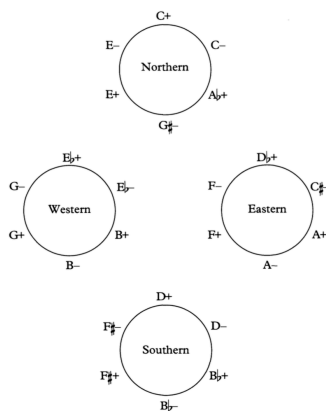 C+
E– C–
Northern
E+ A♭+
G♯–
E♭+ D♭+
G– E♭– F– C♯–
Western Eastern
G+ B+ F+ A+
B– A–
D+
F♯– D–
Southern
F♯+ B♭+
B♭–